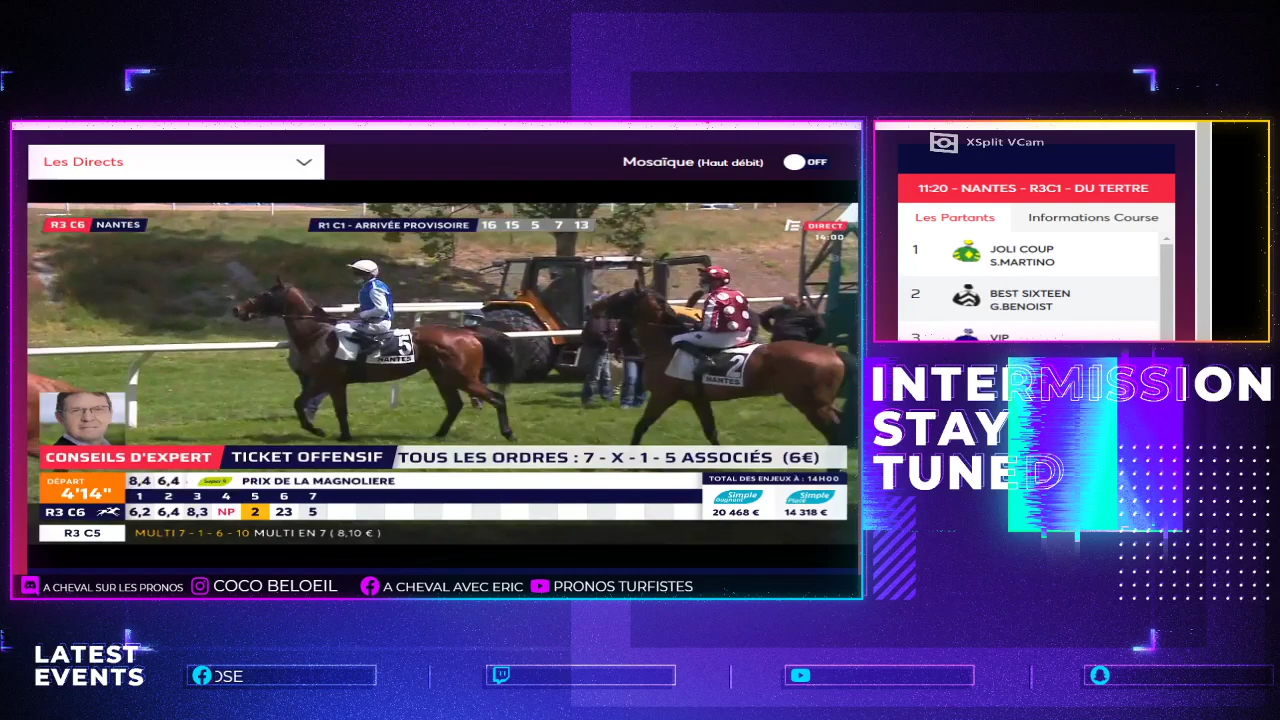 Les Directs
Mosaïque (Haut débit)
OFF
R3 C6 NANTES
R1 C1 - ARRIVÉE PROVISOIRE 16 15 5 7 13
DIRECT
14:00
5
NANTES
2
NANTES
CONSEILS D'EXPERT TICKET OFFENSIF TOUS LES ORDRES : 7 - X - 1 - 5 ASSOCIÉS (6€)
DÉPART
4'14"
8,4 6,4 Super 4 PRIX DE LA MAGNOLIERE
TOTAL DES ENJEUX À : 14H00
1 2 3 4 5 6 7
Simple Gagnant Simple Placé
R3 C6 6,2 6,4 8,3 NP 2 23 5
20 468 € 14 318 €
R3 C5 MULTI 7 - 1 - 6 - 10 MULTI EN 7 ( 8,10 € )
A CHEVAL SUR LES PRONOS COCO BELOEIL A CHEVAL AVEC ERIC PRONOS TURFISTES
XSplit VCam
11:20 - NANTES - R3C1 - DU TERTRE
Les Partants Informations Course
1 JOLI COUP
S.MARTINO
2 BEST SIXTEEN
G.BENOIST
3 VIP
INTERMISSION
STAY
TUNED
LATEST
EVENTS
OSE